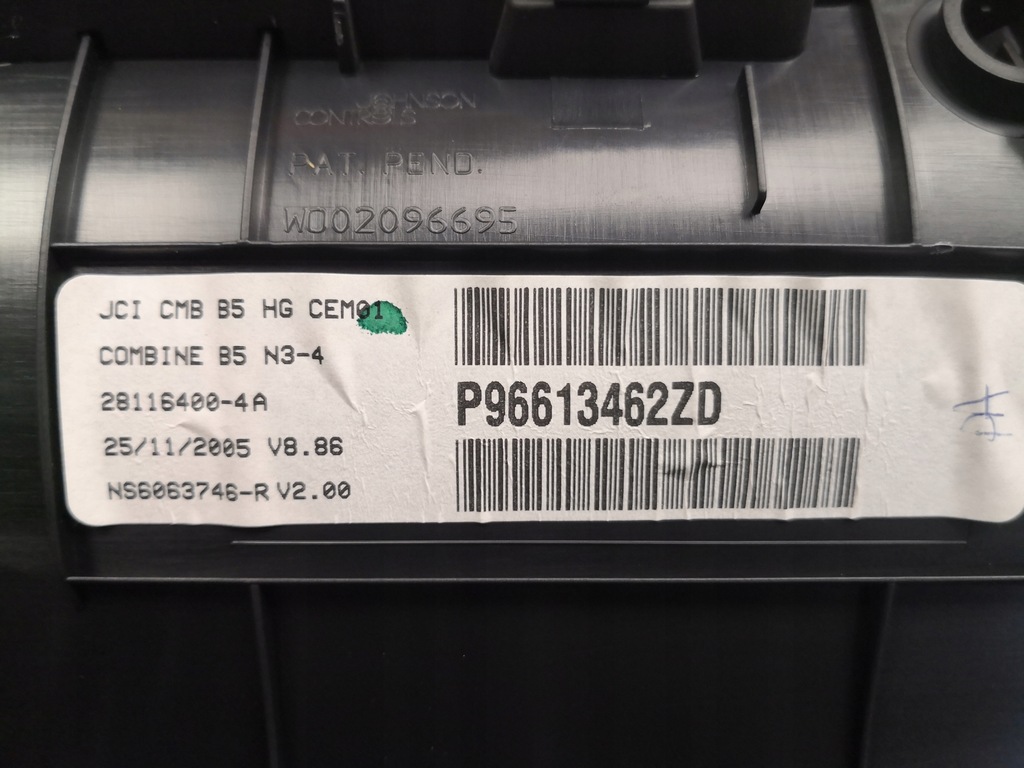 JOHNSON
CONTROLS
PAT. PEND.
WO02096695
JCI CMB B5 HG CEM01
COMBINE B5 N3-4
28116400-4A
25/11/2005 V8.86
NS6063746-R V2.00
P96613462ZD